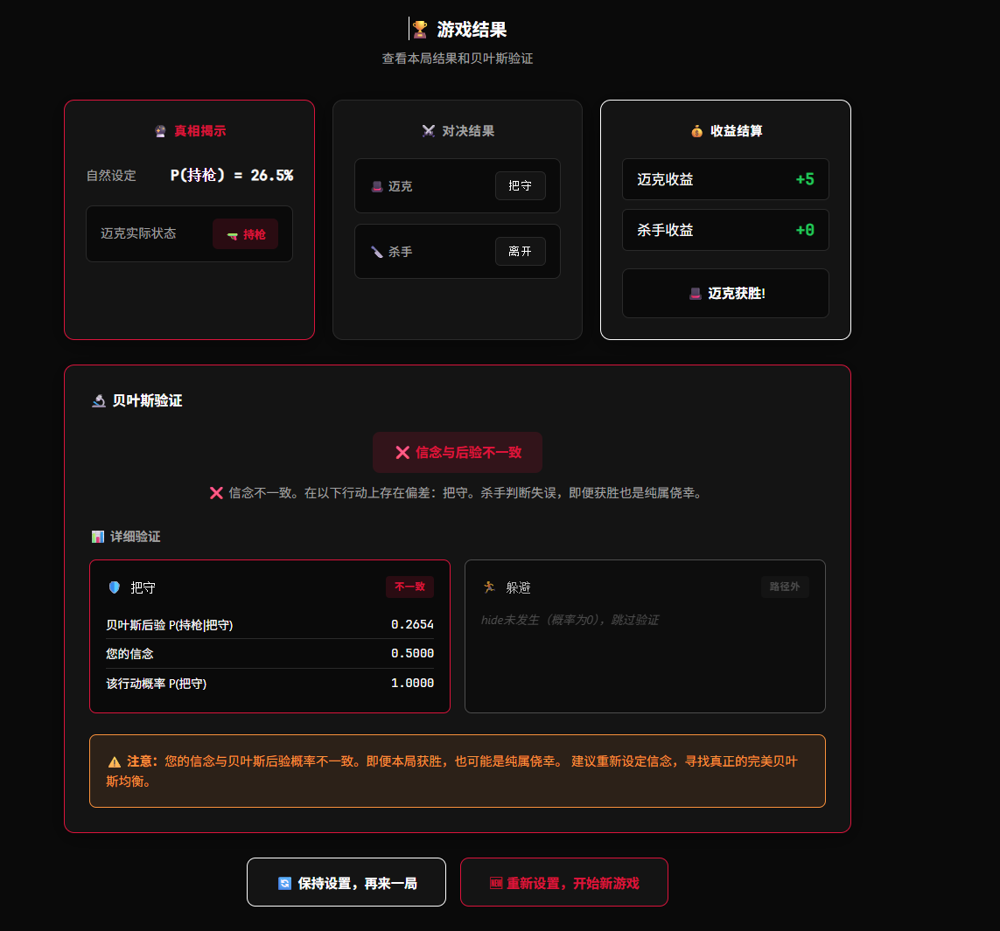 🏆 游戏结果
查看本局结果和贝叶斯验证
🔮 真相揭示
自然设定 P(持枪) = 26.5%
迈克实际状态 🔫 持枪
⚔️ 对决结果
🎩 迈克 把守
🔪 杀手 离开
💰 收益结算
迈克收益 +5
杀手收益 +0
🎩 迈克获胜!
🔬 贝叶斯验证
❌ 信念与后验不一致
❌ 信念不一致。在以下行动上存在偏差：把守。杀手判断失误，即便获胜也是纯属侥幸。
📊 详细验证
🛡️ 把守 不一致
贝叶斯后验 P(持枪|把守) 0.2654
您的信念 0.5000
该行动概率 P(把守) 1.0000
🏃 躲避 路径外
hide未发生（概率为0），跳过验证
⚠️ 注意：您的信念与贝叶斯后验概率不一致。即便本局获胜，也可能是纯属侥幸。 建议重新设定信念，寻找真正的完美贝叶
斯均衡。
🔄 保持设置，再来一局
🆕 重新设置，开始新游戏